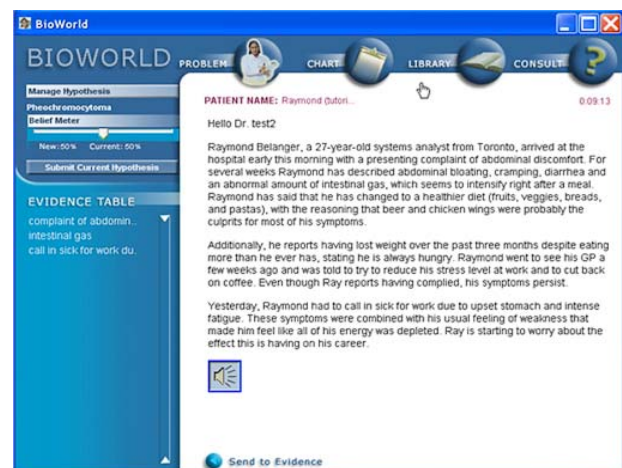 BioWorld
BIOWORLD
PROBLEM
CHART
LIBRARY
CONSULT
Manage Hypothesis
Pheochromocytoma
Belief Meter
New: 50% Current: 50%
Submit Current Hypothesis
EVIDENCE TABLE
complaint of abdomin..
intestinal gas
call in sick for work du.
PATIENT NAME: Raymond (tutori...
0:09:13
Hello Dr. test2
Raymond Belanger, a 27-year-old systems analyst from Toronto, arrived at the
hospital early this morning with a presenting complaint of abdominal discomfort. For
several weeks Raymond has described abdominal bloating, cramping, diarrhea and
an abnormal amount of intestinal gas, which seems to intensify right after a meal.
Raymond has said that he has changed to a healthier diet (fruits, veggies, breads,
and pastas), with the reasoning that beer and chicken wings were probably the
culprits for most of his symptoms.
Additionally, he reports having lost weight over the past three months despite eating
more than he ever has, stating he is always hungry. Raymond went to see his GP a
few weeks ago and was told to try to reduce his stress level at work and to cut back
on coffee. Even though Ray reports having complied, his symptoms persist.
Yesterday, Raymond had to call in sick for work due to upset stomach and intense
fatigue. These symptoms were combined with his usual feeling of weakness that
made him feel like all of his energy was depleted. Ray is starting to worry about the
effect this is having on his career.
Send to Evidence